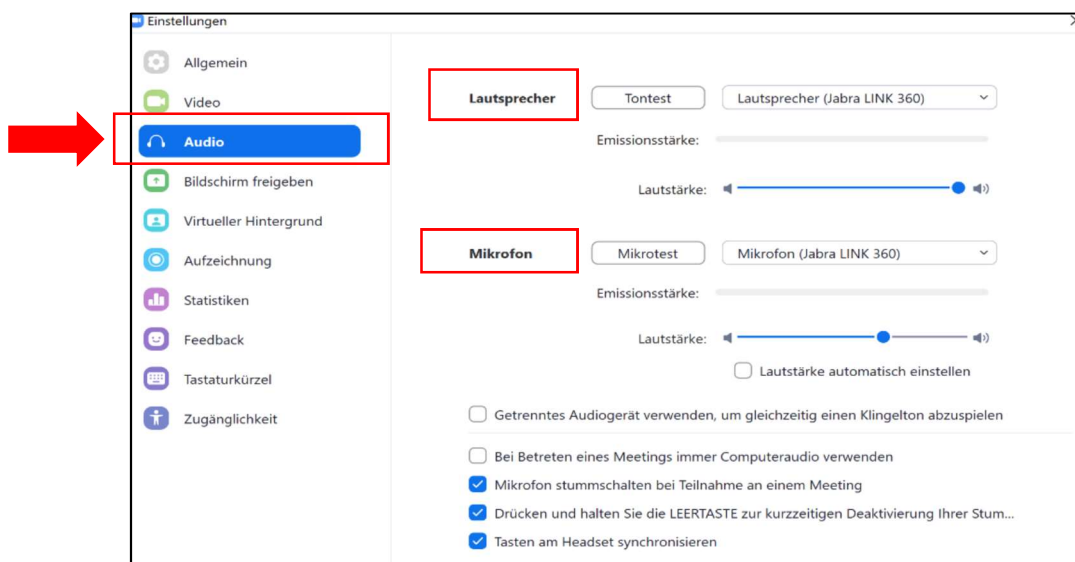 Einstellungen
Allgemein
Video
Audio
Bildschirm freigeben
Virtueller Hintergrund
Aufzeichnung
Statistiken
Feedback
Tastaturkürzel
Zugänglichkeit
Lautsprecher Tontest Lautsprecher (Jabra LINK 360)
Emissionsstärke:
Lautstärke:
Mikrofon Mikrotest Mikrofon (Jabra LINK 360)
Emissionsstärke:
Lautstärke:
Lautstärke automatisch einstellen
Getrenntes Audiogerät verwenden, um gleichzeitig einen Klingelton abzuspielen
Bei Betreten eines Meetings immer Computeraudio verwenden
Mikrofon stummschalten bei Teilnahme an einem Meeting
Drücken und halten Sie die LEERTASTE zur kurzzeitigen Deaktivierung Ihrer Stum...
Tasten am Headset synchronisieren